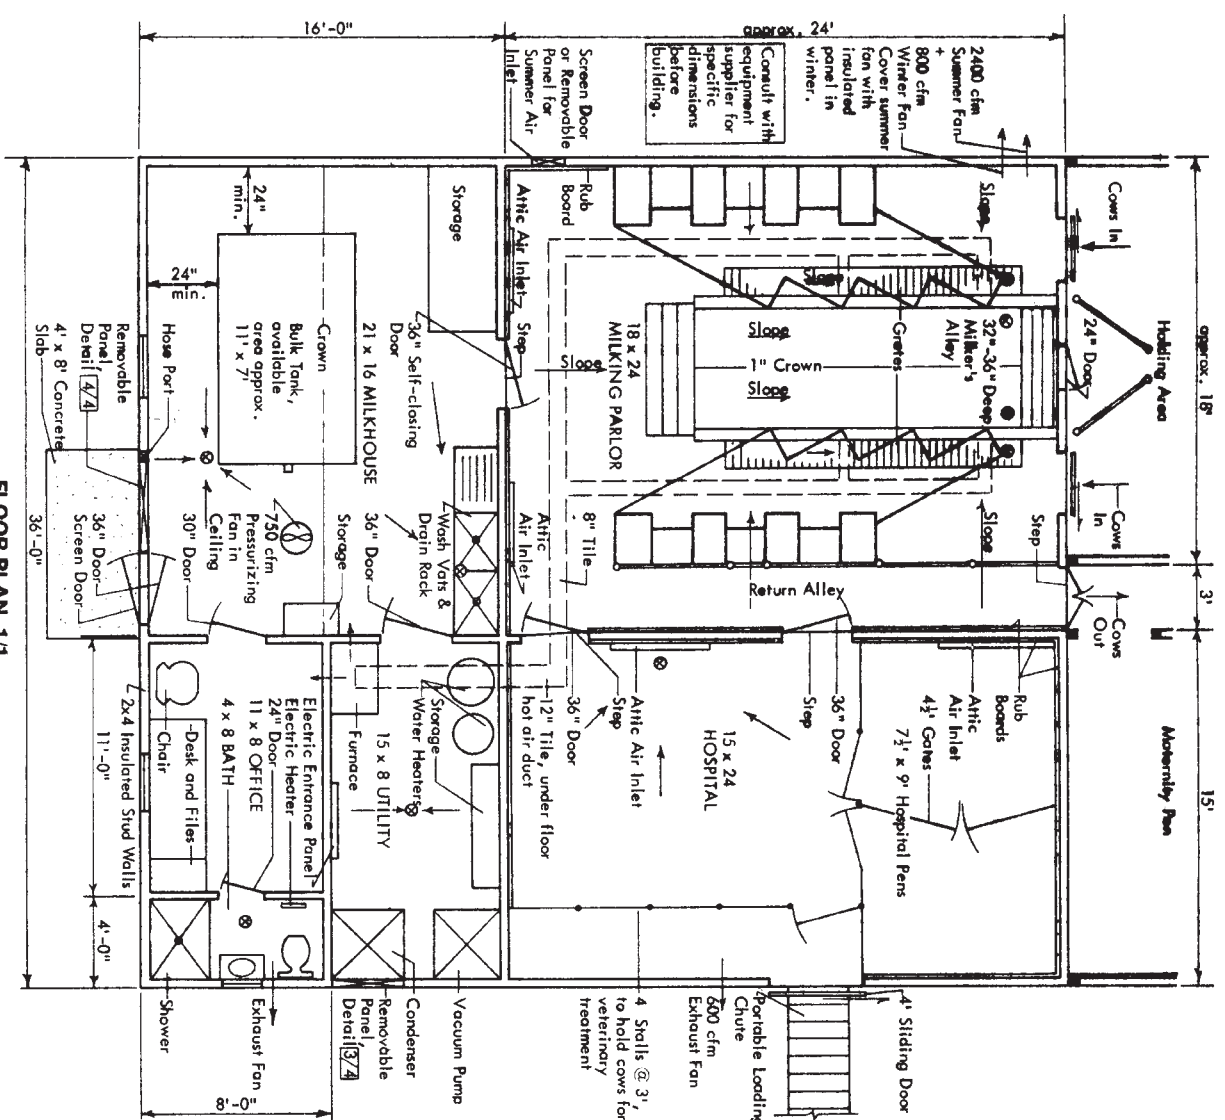 16'-0"
approx. 24'
Screen Door
or Removable
Panel for
Summer Air
Inlet
Consult with
equipment
supplier for
specific
dimensions
before
building.
2400 cfm
Summer Fan
+
800 cfm
Winter Fan
Cover summer
fan with
insulated
panel in
winter.
Cows In
Holding Area
approx. 18'
24" Door
Cows
In
Step
3'
Cows
Out
Maternity Pen
15'
Slope
Rub
Board
Attic Air Inlet
Step
Slope
18 x 24
MILKING PARLOR
Slope
1" Crown
Slope
Grates
32"-36" Deep
Milker's
Alley
Slope
8" Tile
Attic
Air Inlet
Return Alley
Storage
24"
min.
24"
min.
Crown
Bulk Tank,
available
area approx.
11' x 7'
36" Self-closing
Door
21 x 16 MILKHOUSE
Hose Port
Removable
Panel,
Detail 4/4
4' x 8' Concrete
Slab
Wash Vats &
Drain Rack
36" Door
Storage
750 cfm
Pressurizing
Fan in
Ceiling
30" Door
36" Door
Screen Door
36'-0"
FLOOR PLAN 1/1
Rub
Boards
Attic
Air Inlet
4½' Gates
7½' x 9' Hospital Pens
36" Door
Step
15 x 24
HOSPITAL
Attic Air Inlet
Step
36" Door
12" Tile, under floor
hot air duct
Storage
Water Heaters
15 x 8 UTILITY
Furnace
Electric Entrance Panel
Electric Heater
24" Door
11 x 8 OFFICE
4 x 8 BATH
Desk and Files
Chair
2x4 Insulated Stud Walls
11'-0"
4'-0"
4' Sliding Door
Portable Loading
Chute
600 cfm
Exhaust Fan
4 Stalls @ 3',
to hold cows for
veterinary
treatment
Vacuum Pump
Condenser
Removable
Panel,
Detail 3/4
Exhaust Fan
Shower
8'-0"